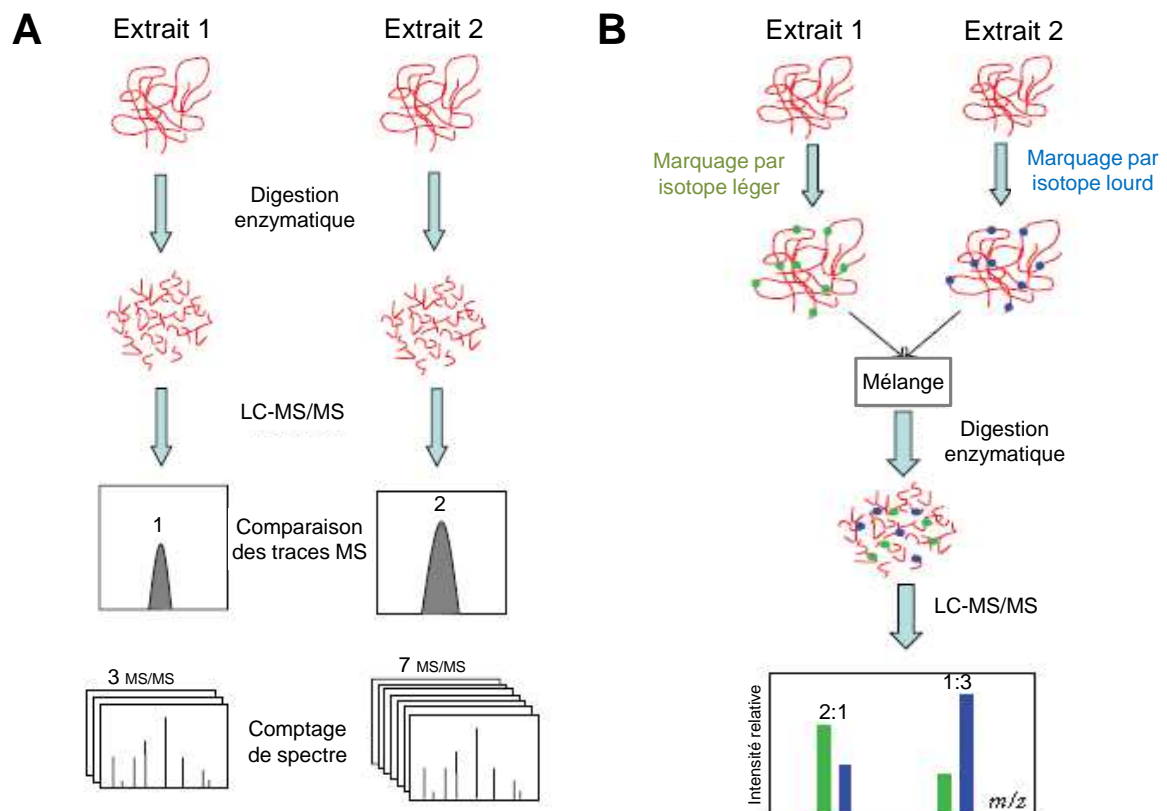 A
Extrait 1
Extrait 2
Digestion
enzymatique
LC-MS/MS
1
Comparaison
des traces MS
2
3 MS/MS
Comptage
de spectre
7 MS/MS
B
Extrait 1
Extrait 2
Marquage par
isotope léger
Marquage par
isotope lourd
Mélange
Digestion
enzymatique
LC-MS/MS
Intensité relative
2:1
1:3
m/z